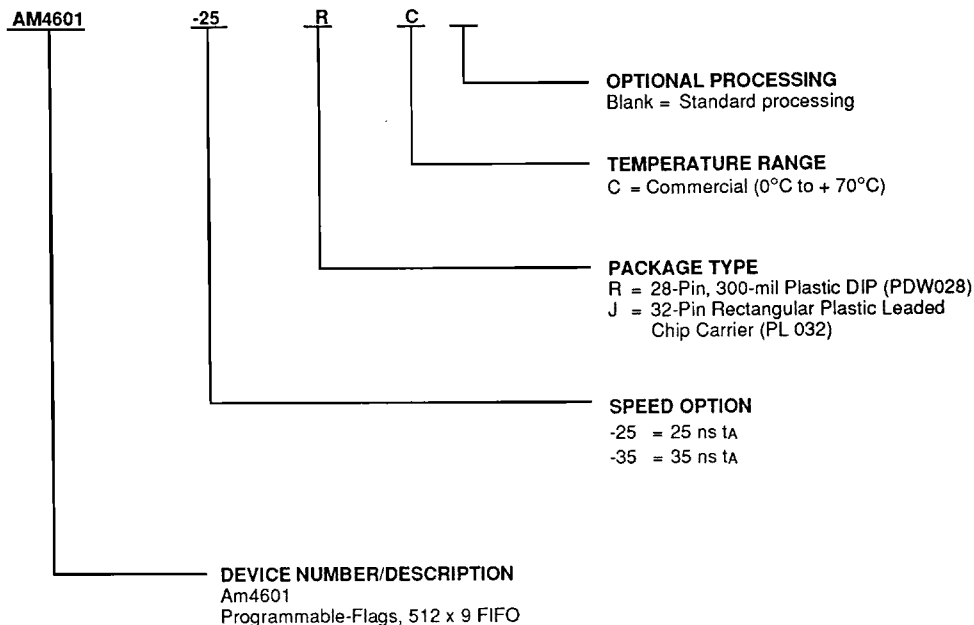 AM4601 -25 R C
OPTIONAL PROCESSING
Blank = Standard processing
TEMPERATURE RANGE
C = Commercial (0°C to + 70°C)
PACKAGE TYPE
R = 28-Pin, 300-mil Plastic DIP (PDW028)
J = 32-Pin Rectangular Plastic Leaded
Chip Carrier (PL 032)
SPEED OPTION
-25 = 25 ns tA
-35 = 35 ns tA
DEVICE NUMBER/DESCRIPTION
Am4601
Programmable-Flags, 512 x 9 FIFO